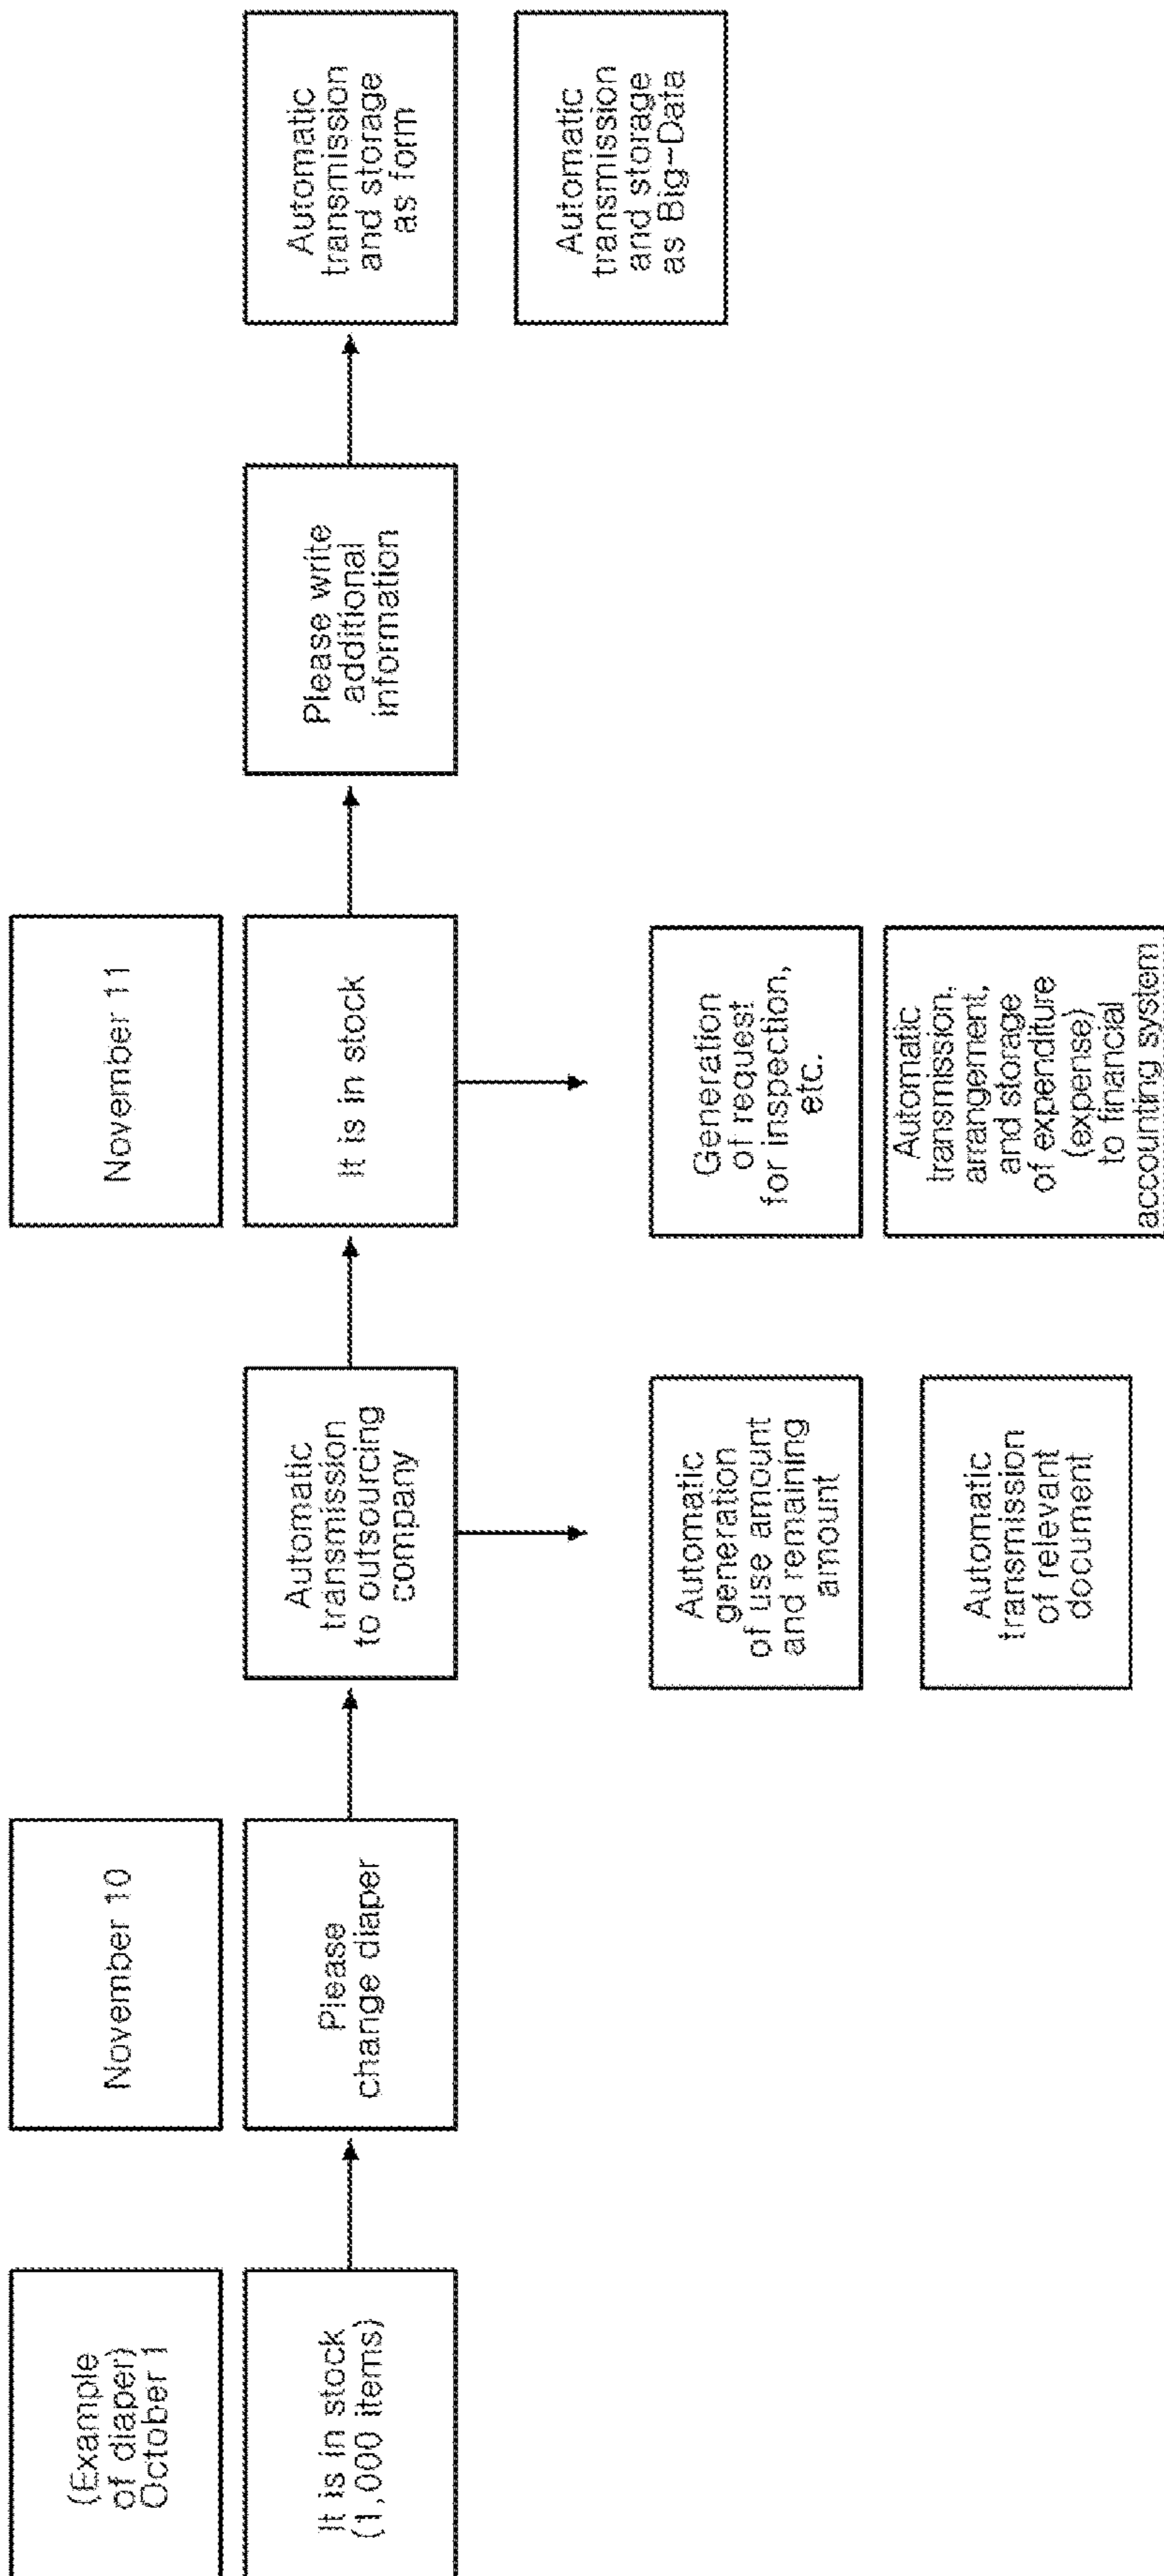 (Example
of diaper)
October 1
November 10
November 11
It is in stock
(1,000 items)
Please
change diaper
Automatic
transmission
to outsourcing
company
It is in stock
Please write
additional
information
Automatic
transmission
and storage
as form
Automatic
transmission
and storage
as Big-Data
Automatic
generation
of use amount
and remaining
amount
Generation
of request
for inspection,
etc.
Automatic
transmission
of relevant
document
Automatic
transmission,
arrangement,
and storage
of expenditure
(expense)
to financial
accounting system